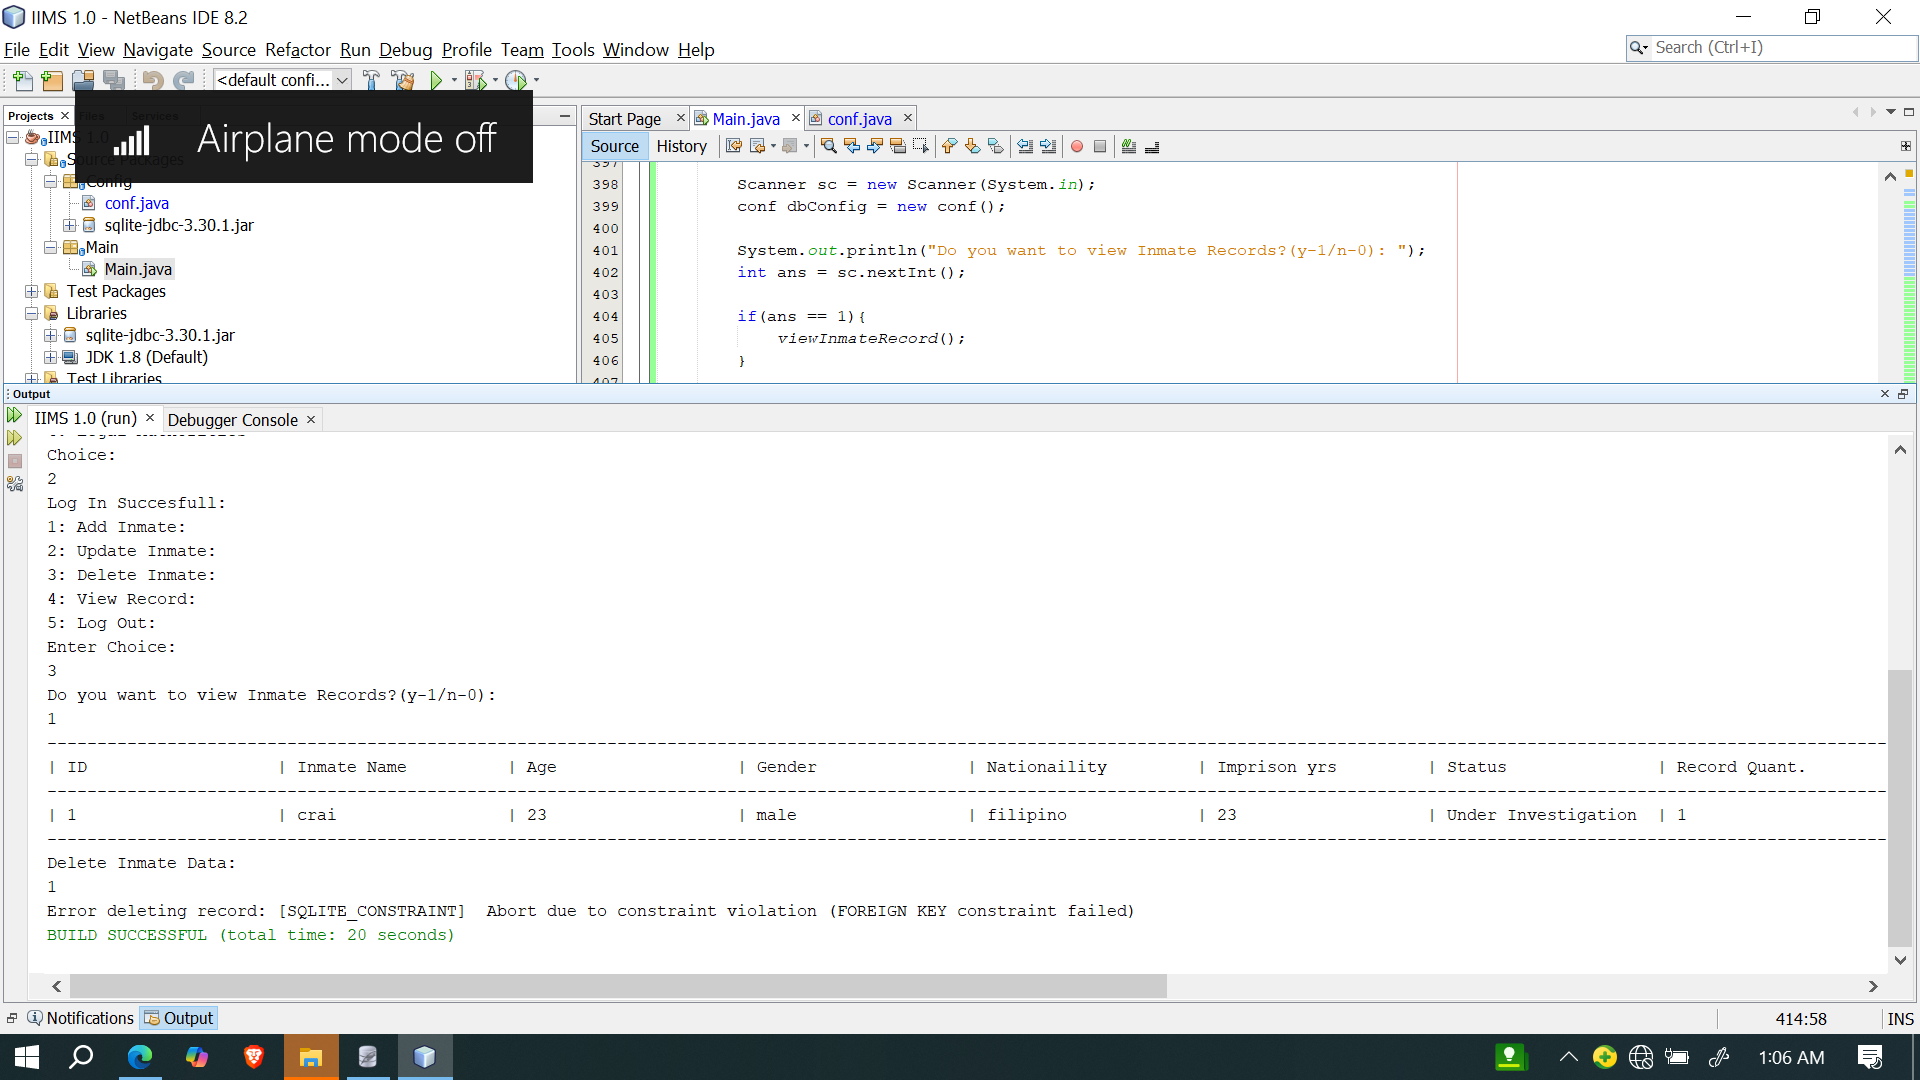 IIMS 1.0 - NetBeans IDE 8.2
File Edit View Navigate Source Refactor Run Debug Profile Team Tools Window Help
Search (Ctrl+I)
<default confi...
Airplane mode off
Projects
IIMS 1.0
Source Packages
Config
conf.java
sqlite-jdbc-3.30.1.jar
Main
Main.java
Test Packages
Libraries
sqlite-jdbc-3.30.1.jar
JDK 1.8 (Default)
Test Libraries
Start Page Main.java conf.java
Source History
397
398 Scanner sc = new Scanner(System.in);
399 conf dbConfig = new conf();
400
401 System.out.println("Do you want to view Inmate Records?(y-1/n-0): ");
402 int ans = sc.nextInt();
403
404 if(ans == 1){
405 viewInmateRecord();
406 }
407
Output
IIMS 1.0 (run) Debugger Console
Choice:
2
Log In Succesfull:
1: Add Inmate:
2: Update Inmate:
3: Delete Inmate:
4: View Record:
5: Log Out:
Enter Choice:
3
Do you want to view Inmate Records?(y-1/n-0):
1
| ID | Inmate Name | Age | Gender | Nationaility | Imprison yrs | Status | Record Quant.
| 1 | crai | 23 | male | filipino | 23 | Under Investigation | 1
Delete Inmate Data:
1
Error deleting record: [SQLITE_CONSTRAINT]  Abort due to constraint violation (FOREIGN KEY constraint failed)
BUILD SUCCESSFUL (total time: 20 seconds)
Notifications Output
414:58 INS
1:06 AM